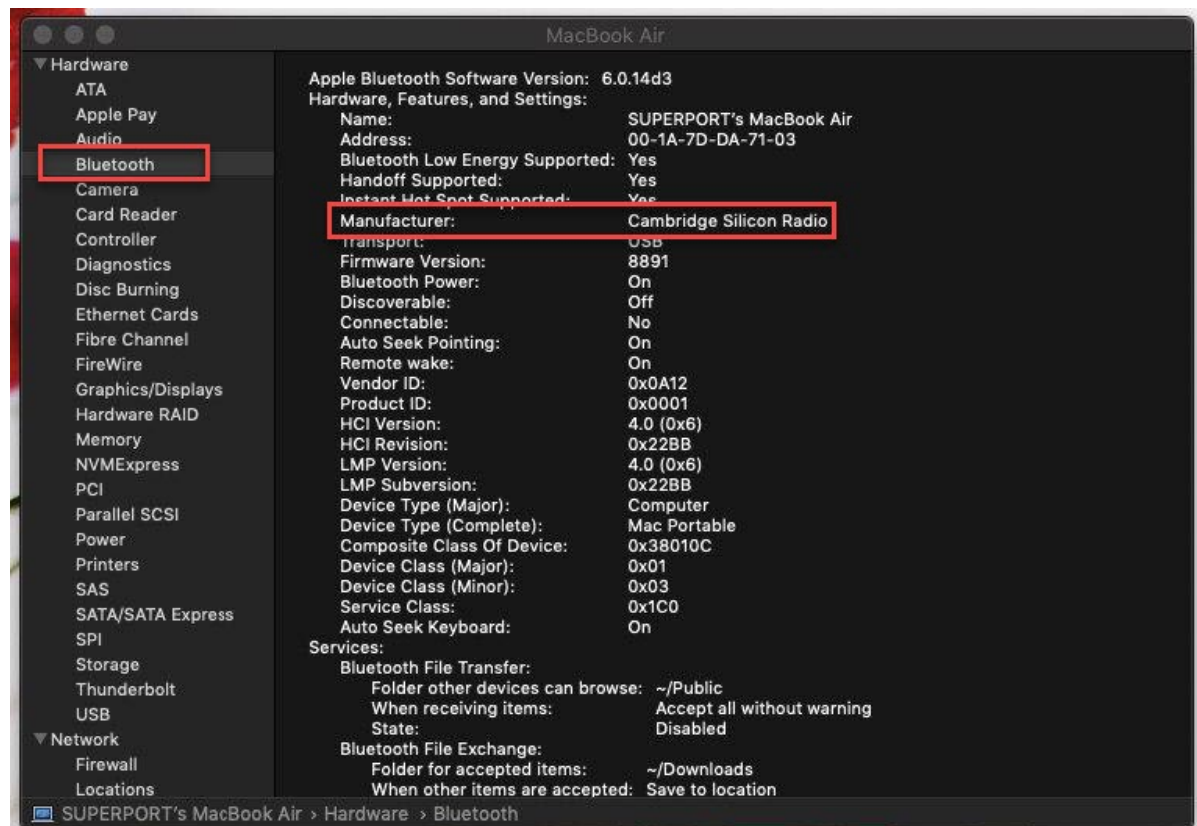 MacBook Air
Hardware
ATA
Apple Pay
Audio
Bluetooth
Camera
Card Reader
Controller
Diagnostics
Disc Burning
Ethernet Cards
Fibre Channel
FireWire
Graphics/Displays
Hardware RAID
Memory
NVMExpress
PCI
Parallel SCSI
Power
Printers
SAS
SATA/SATA Express
SPI
Storage
Thunderbolt
USB
Network
Firewall
Locations
Apple Bluetooth Software Version: 6.0.14d3
Hardware, Features, and Settings:
Name: SUPERPORT's MacBook Air
Address: 00-1A-7D-DA-71-03
Bluetooth Low Energy Supported: Yes
Handoff Supported: Yes
Instant Hot Spot Supported: Yes
Manufacturer: Cambridge Silicon Radio
Transport: USB
Firmware Version: 8891
Bluetooth Power: On
Discoverable: Off
Connectable: No
Auto Seek Pointing: On
Remote wake: On
Vendor ID: 0x0A12
Product ID: 0x0001
HCI Version: 4.0 (0x6)
HCI Revision: 0x22BB
LMP Version: 4.0 (0x6)
LMP Subversion: 0x22BB
Device Type (Major): Computer
Device Type (Complete): Mac Portable
Composite Class Of Device: 0x38010C
Device Class (Major): 0x01
Device Class (Minor): 0x03
Service Class: 0x1C0
Auto Seek Keyboard: On
Services:
Bluetooth File Transfer:
Folder other devices can browse: ~/Public
When receiving items: Accept all without warning
State: Disabled
Bluetooth File Exchange:
Folder for accepted items: ~/Downloads
When other items are accepted: Save to location
SUPERPORT's MacBook Air › Hardware › Bluetooth